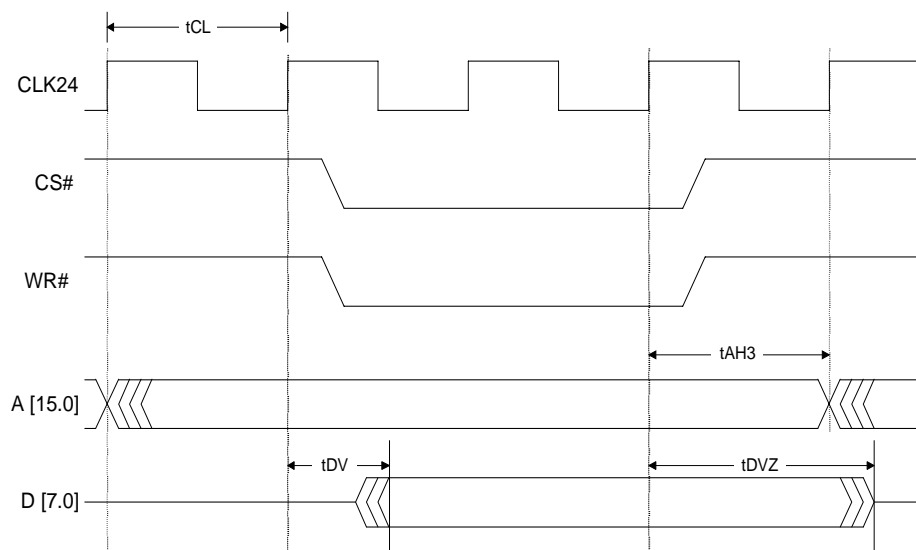 tCL
CLK24
CS#
WR#
tAH3
A [15.0]
tDV
tDVZ
D [7.0]